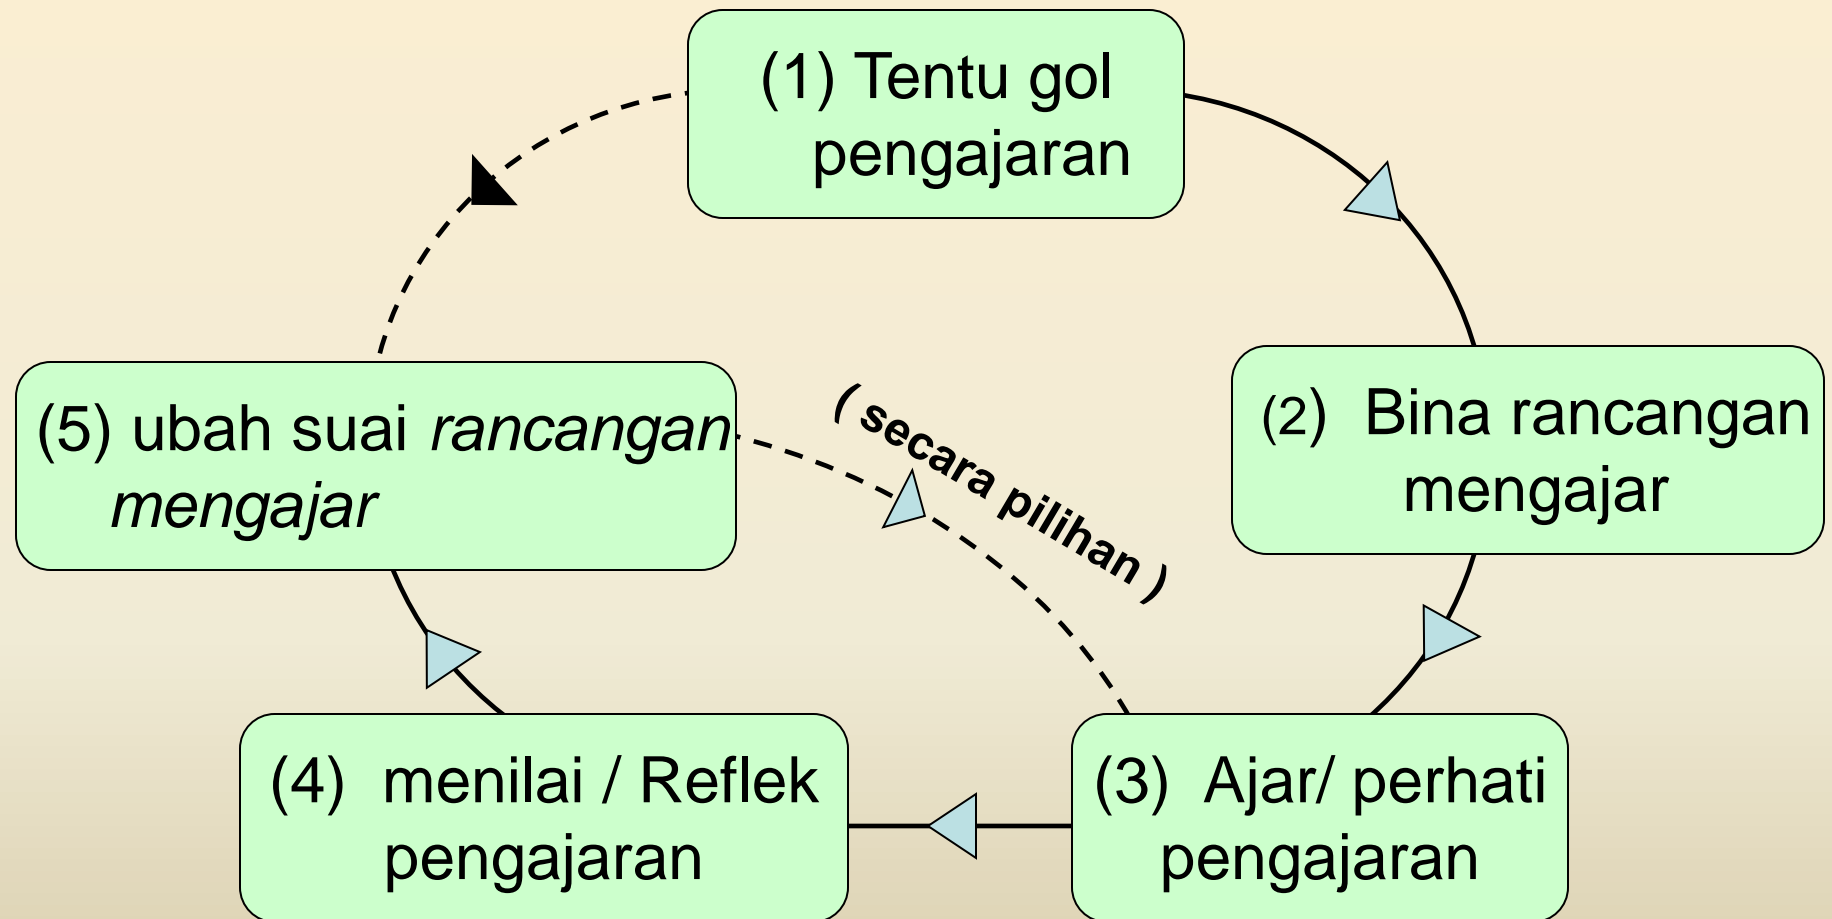 (1) Tentu gol
pengajaran
(2) Bina rancangan
mengajar
(3) Ajar/ perhati
pengajaran
(4) menilai / Reflek
pengajaran
(5) ubah suai rancangan
mengajar
( secara pilihan )